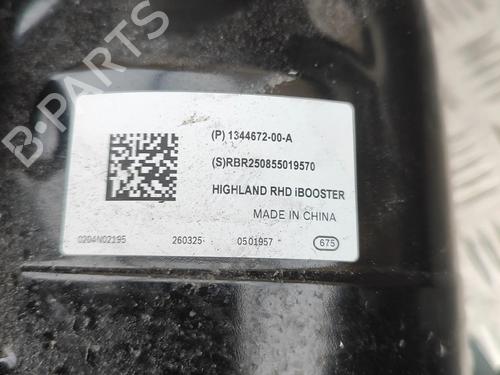 (P) 1344672-00-A
(S)RBR250855019570
HIGHLAND RHD iBOOSTER
MADE IN CHINA
0204N02195 260325 0501957 675
B-PARTS